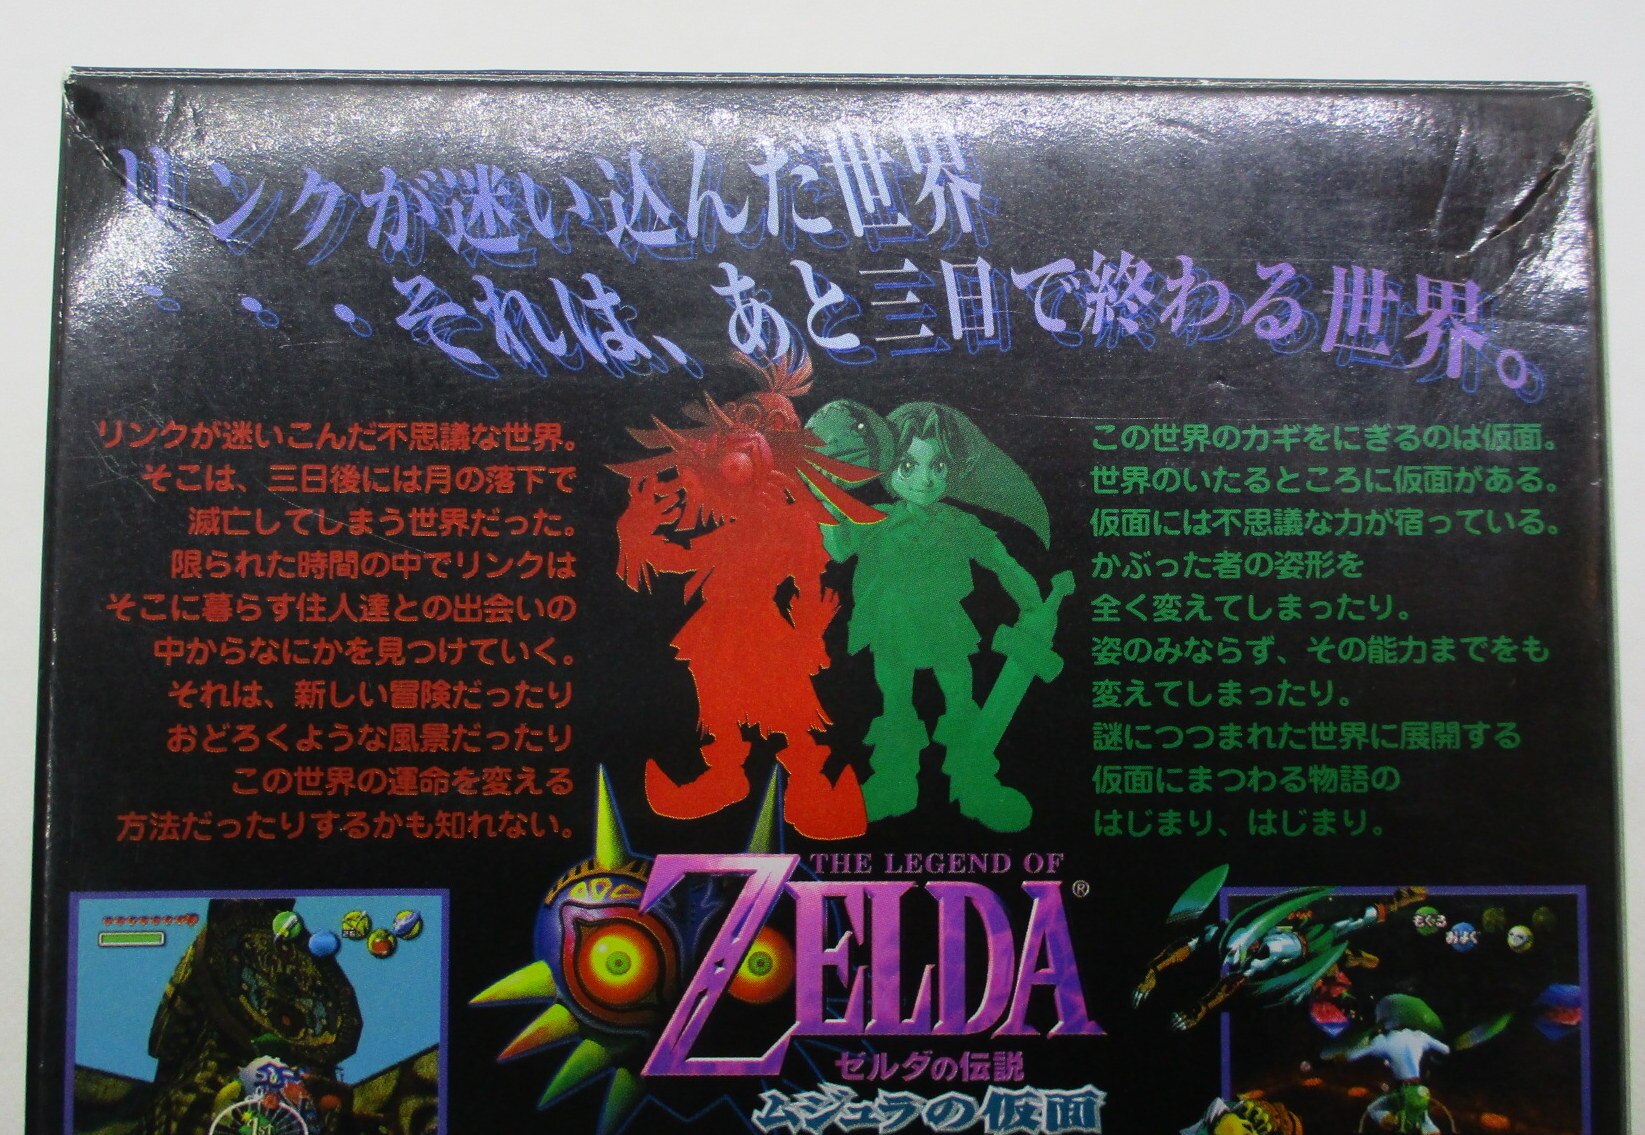 リンクが迷い込んだ世界
・・・それは、あと三日で終わる世界。
リンクが迷いこんだ不思議な世界。
そこは、三日後には月の落下で
滅亡してしまう世界だった。
限られた時間の中でリンクは
そこに暮らす住人達との出会いの
中からなにかを見つけていく。
それは、新しい冒険だったり
おどろくような風景だったり
この世界の運命を変える
方法だったりするかも知れない。
この世界のカギをにぎるのは仮面。
世界のいたるところに仮面がある。
仮面には不思議な力が宿っている。
かぶった者の姿形を
全く変えてしまったり。
姿のみならず、その能力までをも
変えてしまったり。
謎につつまれた世界に展開する
仮面にまつわる物語の
はじまり、はじまり。
THE LEGEND OF
ZELDA®
ゼルダの伝説
ムジュラの仮面
もぐる
およぐ
1st